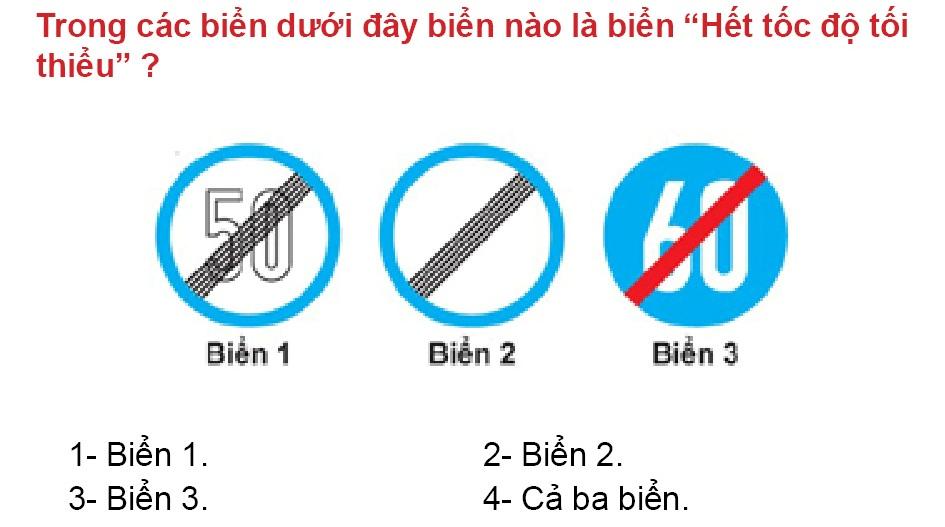 Trong các biển dưới đây biển nào là biển “Hết tốc độ tối
thiểu” ?
50
60
Biển 1
Biển 2
Biển 3
1- Biển 1.
2- Biển 2.
3- Biển 3.
4- Cả ba biển.